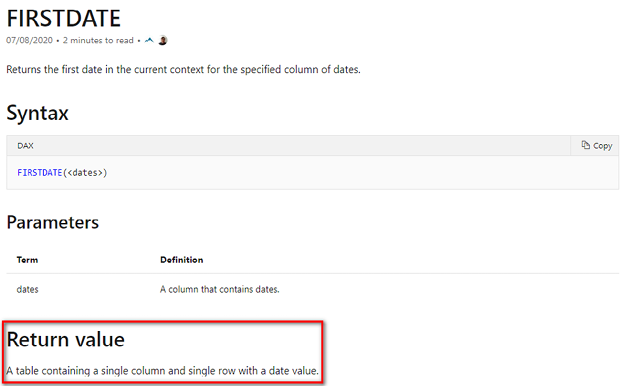 FIRSTDATE
07/08/2020 • 2 minutes to read •
Returns the first date in the current context for the specified column of dates.
Syntax
DAX Copy
FIRSTDATE(<dates>)
Parameters
Term Definition
dates A column that contains dates.
Return value
A table containing a single column and single row with a date value.